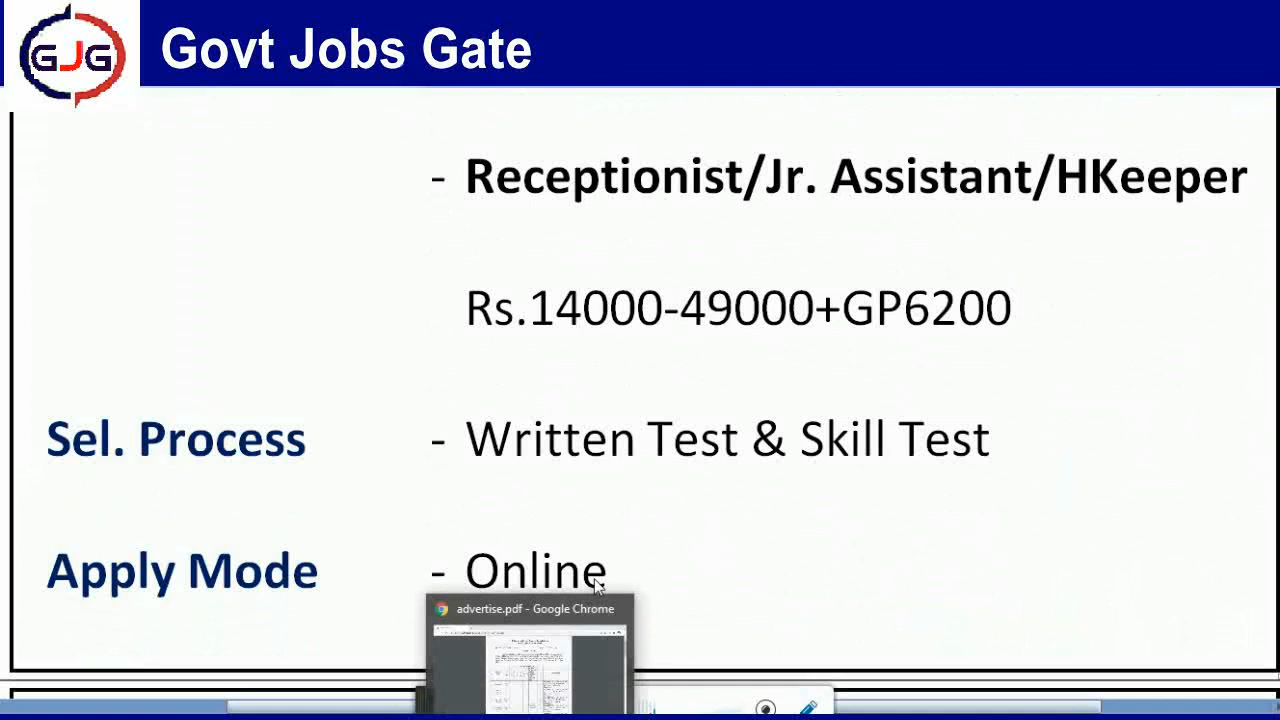 GJG Govt Jobs Gate
- Receptionist/Jr. Assistant/HKeeper
Rs.14000-49000+GP6200
Sel. Process - Written Test & Skill Test
Apply Mode - Online
advertise.pdf - Google Chrome